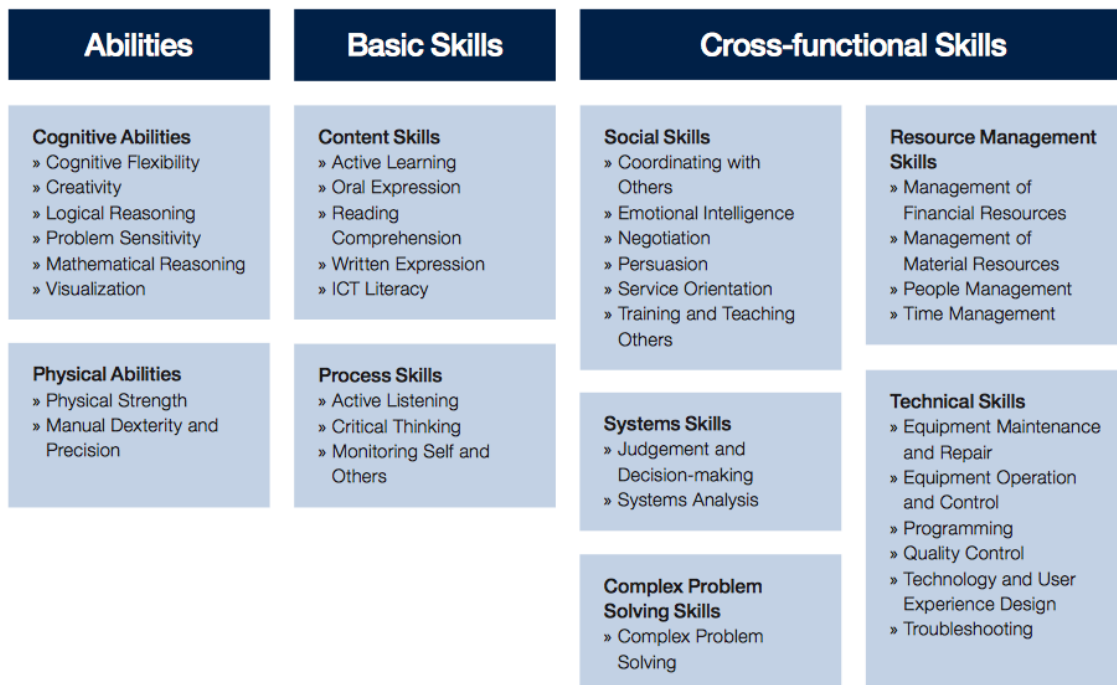 Abilities
Basic Skills
Cross-functional Skills
Cognitive Abilities
» Cognitive Flexibility
» Creativity
» Logical Reasoning
» Problem Sensitivity
» Mathematical Reasoning
» Visualization
Physical Abilities
» Physical Strength
» Manual Dexterity and
Precision
Content Skills
» Active Learning
» Oral Expression
» Reading
Comprehension
» Written Expression
» ICT Literacy
Process Skills
» Active Listening
» Critical Thinking
» Monitoring Self and
Others
Social Skills
» Coordinating with
Others
» Emotional Intelligence
» Negotiation
» Persuasion
» Service Orientation
» Training and Teaching
Others
Systems Skills
» Judgement and
Decision-making
» Systems Analysis
Complex Problem
Solving Skills
» Complex Problem
Solving
Resource Management
Skills
» Management of
Financial Resources
» Management of
Material Resources
» People Management
» Time Management
Technical Skills
» Equipment Maintenance
and Repair
» Equipment Operation
and Control
» Programming
» Quality Control
» Technology and User
Experience Design
» Troubleshooting